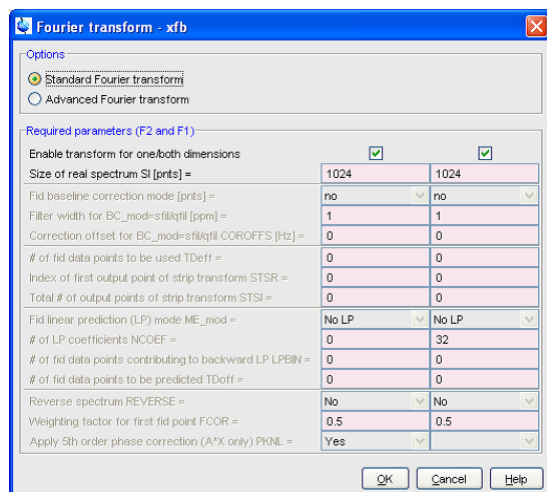 Fourier transform - xfb
Options
Standard Fourier transform
Advanced Fourier transform
Required parameters (F2 and F1)
Enable transform for one/both dimensions
Size of real spectrum SI [pnts] = 1024 1024
Fid baseline correction mode [pnts] = no no
Filter width for BC_mod=sfil/qfil [ppm] = 1 1
Correction offset for BC_mod=sfil/qfil COROFFS [Hz] = 0 0
# of fid data points to be used TDeff = 0 0
Index of first output point of strip transform STSR = 0 0
Total # of output points of strip transform STSI = 0 0
Fid linear prediction (LP) mode ME_mod = No LP No LP
# of LP coefficients NCOEF = 0 32
# of fid data points contributing to backward LP LPBIN = 0 0
# of fid data points to be predicted TDoff = 0 0
Reverse spectrum REVERSE = No No
Weighting factor for first fid point FCOR = 0.5 0.5
Apply 5th order phase correction (A*X only) PKNL = Yes
OK Cancel Help